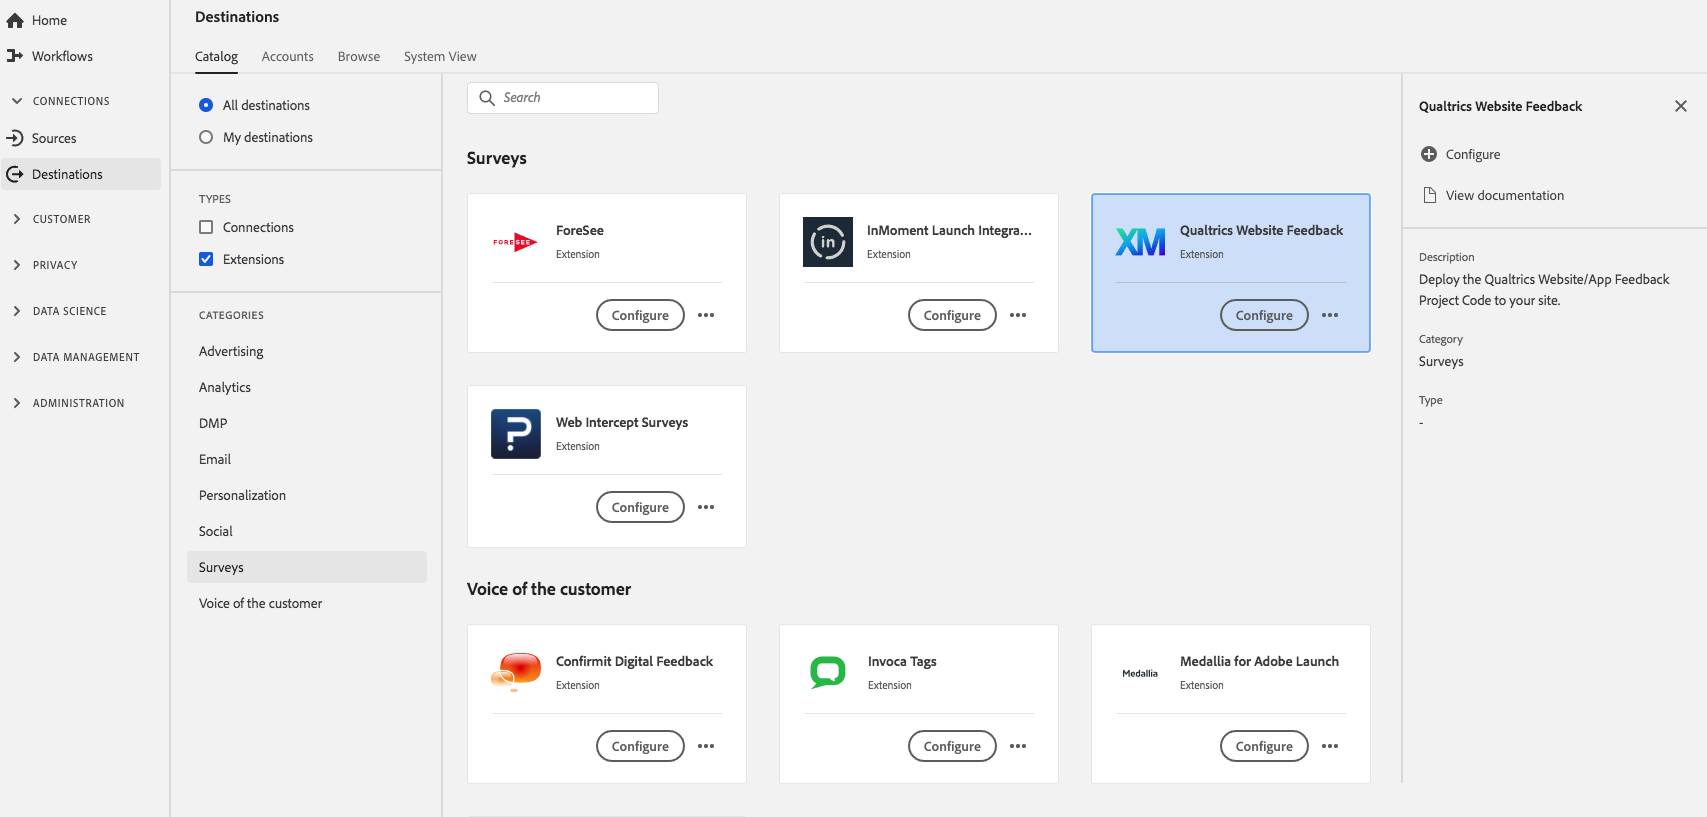 Home
Workflows
CONNECTIONS
Sources
Destinations
CUSTOMER
PRIVACY
DATA SCIENCE
DATA MANAGEMENT
ADMINISTRATION
Destinations
Catalog
Accounts
Browse
System View
All destinations
My destinations
TYPES
Connections
Extensions
CATEGORIES
Advertising
Analytics
DMP
Email
Personalization
Social
Surveys
Voice of the customer
Search
Surveys
FORESEE
ForeSee
Extension
Configure
in
InMoment Launch Integra...
Extension
Configure
XM
Qualtrics Website Feedback
Extension
Configure
Web Intercept Surveys
Extension
Configure
Voice of the customer
Confirmit Digital Feedback
Extension
Configure
Invoca Tags
Extension
Configure
Medallia
Medallia for Adobe Launch
Extension
Configure
Qualtrics Website Feedback
Configure
View documentation
Description
Deploy the Qualtrics Website/App Feedback
Project Code to your site.
Category
Surveys
Type
-